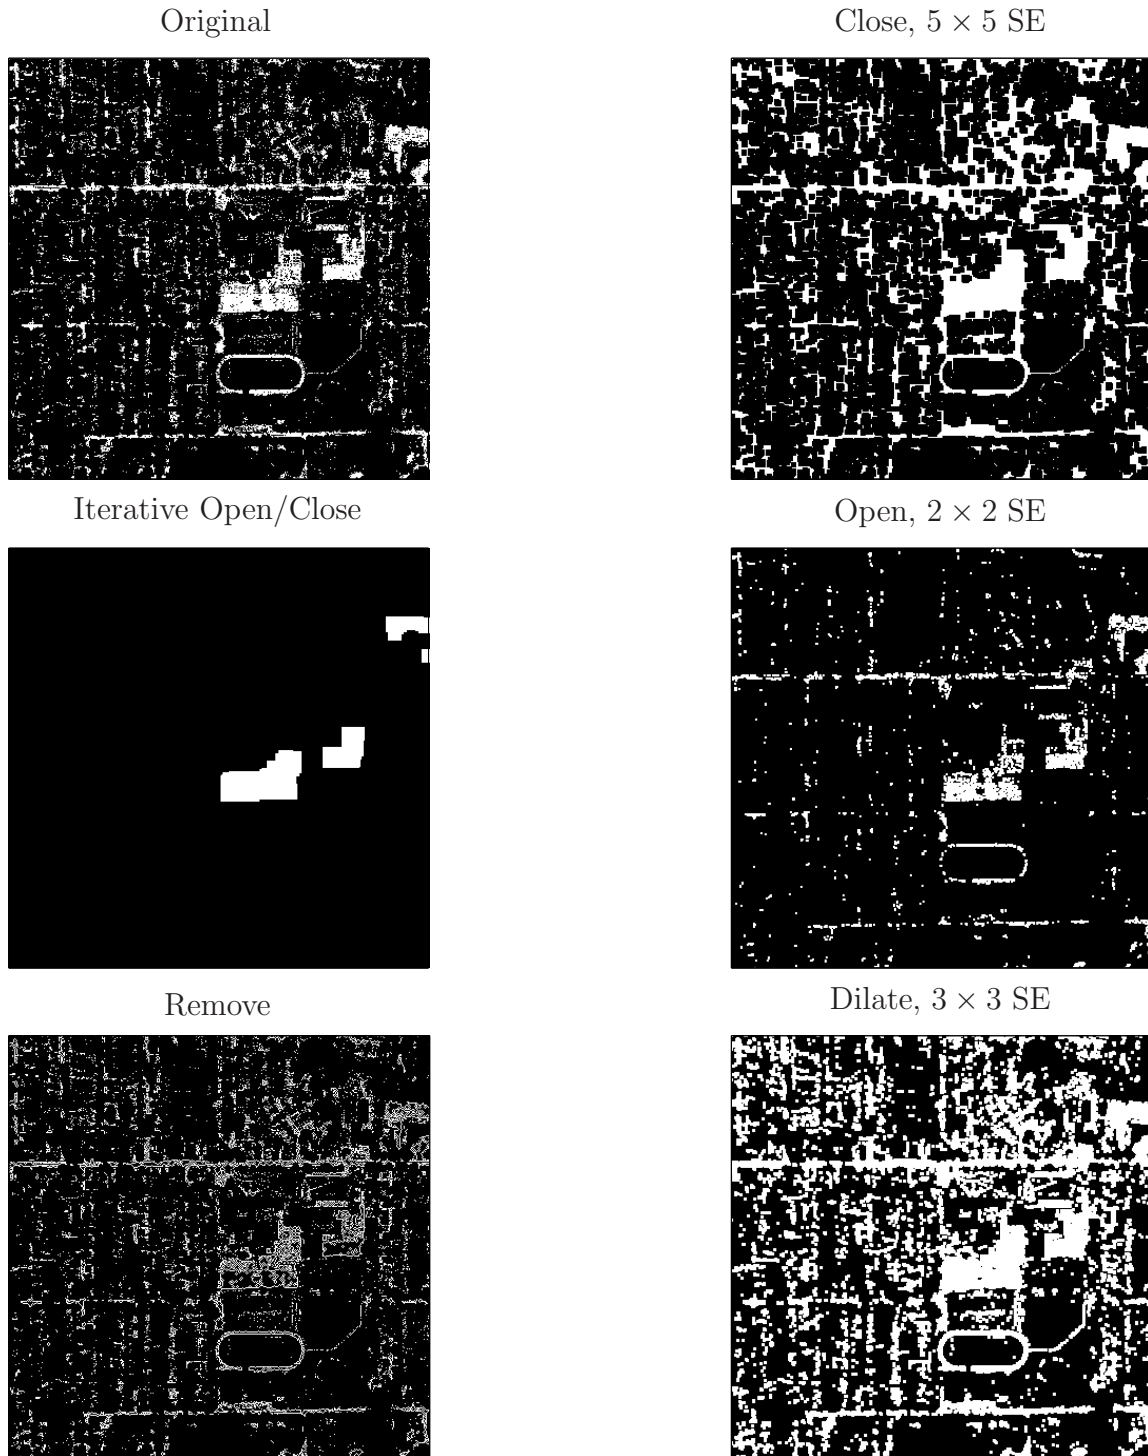 Original
Close, 5 × 5 SE
Iterative Open/Close
Open, 2 × 2 SE
Remove
Dilate, 3 × 3 SE